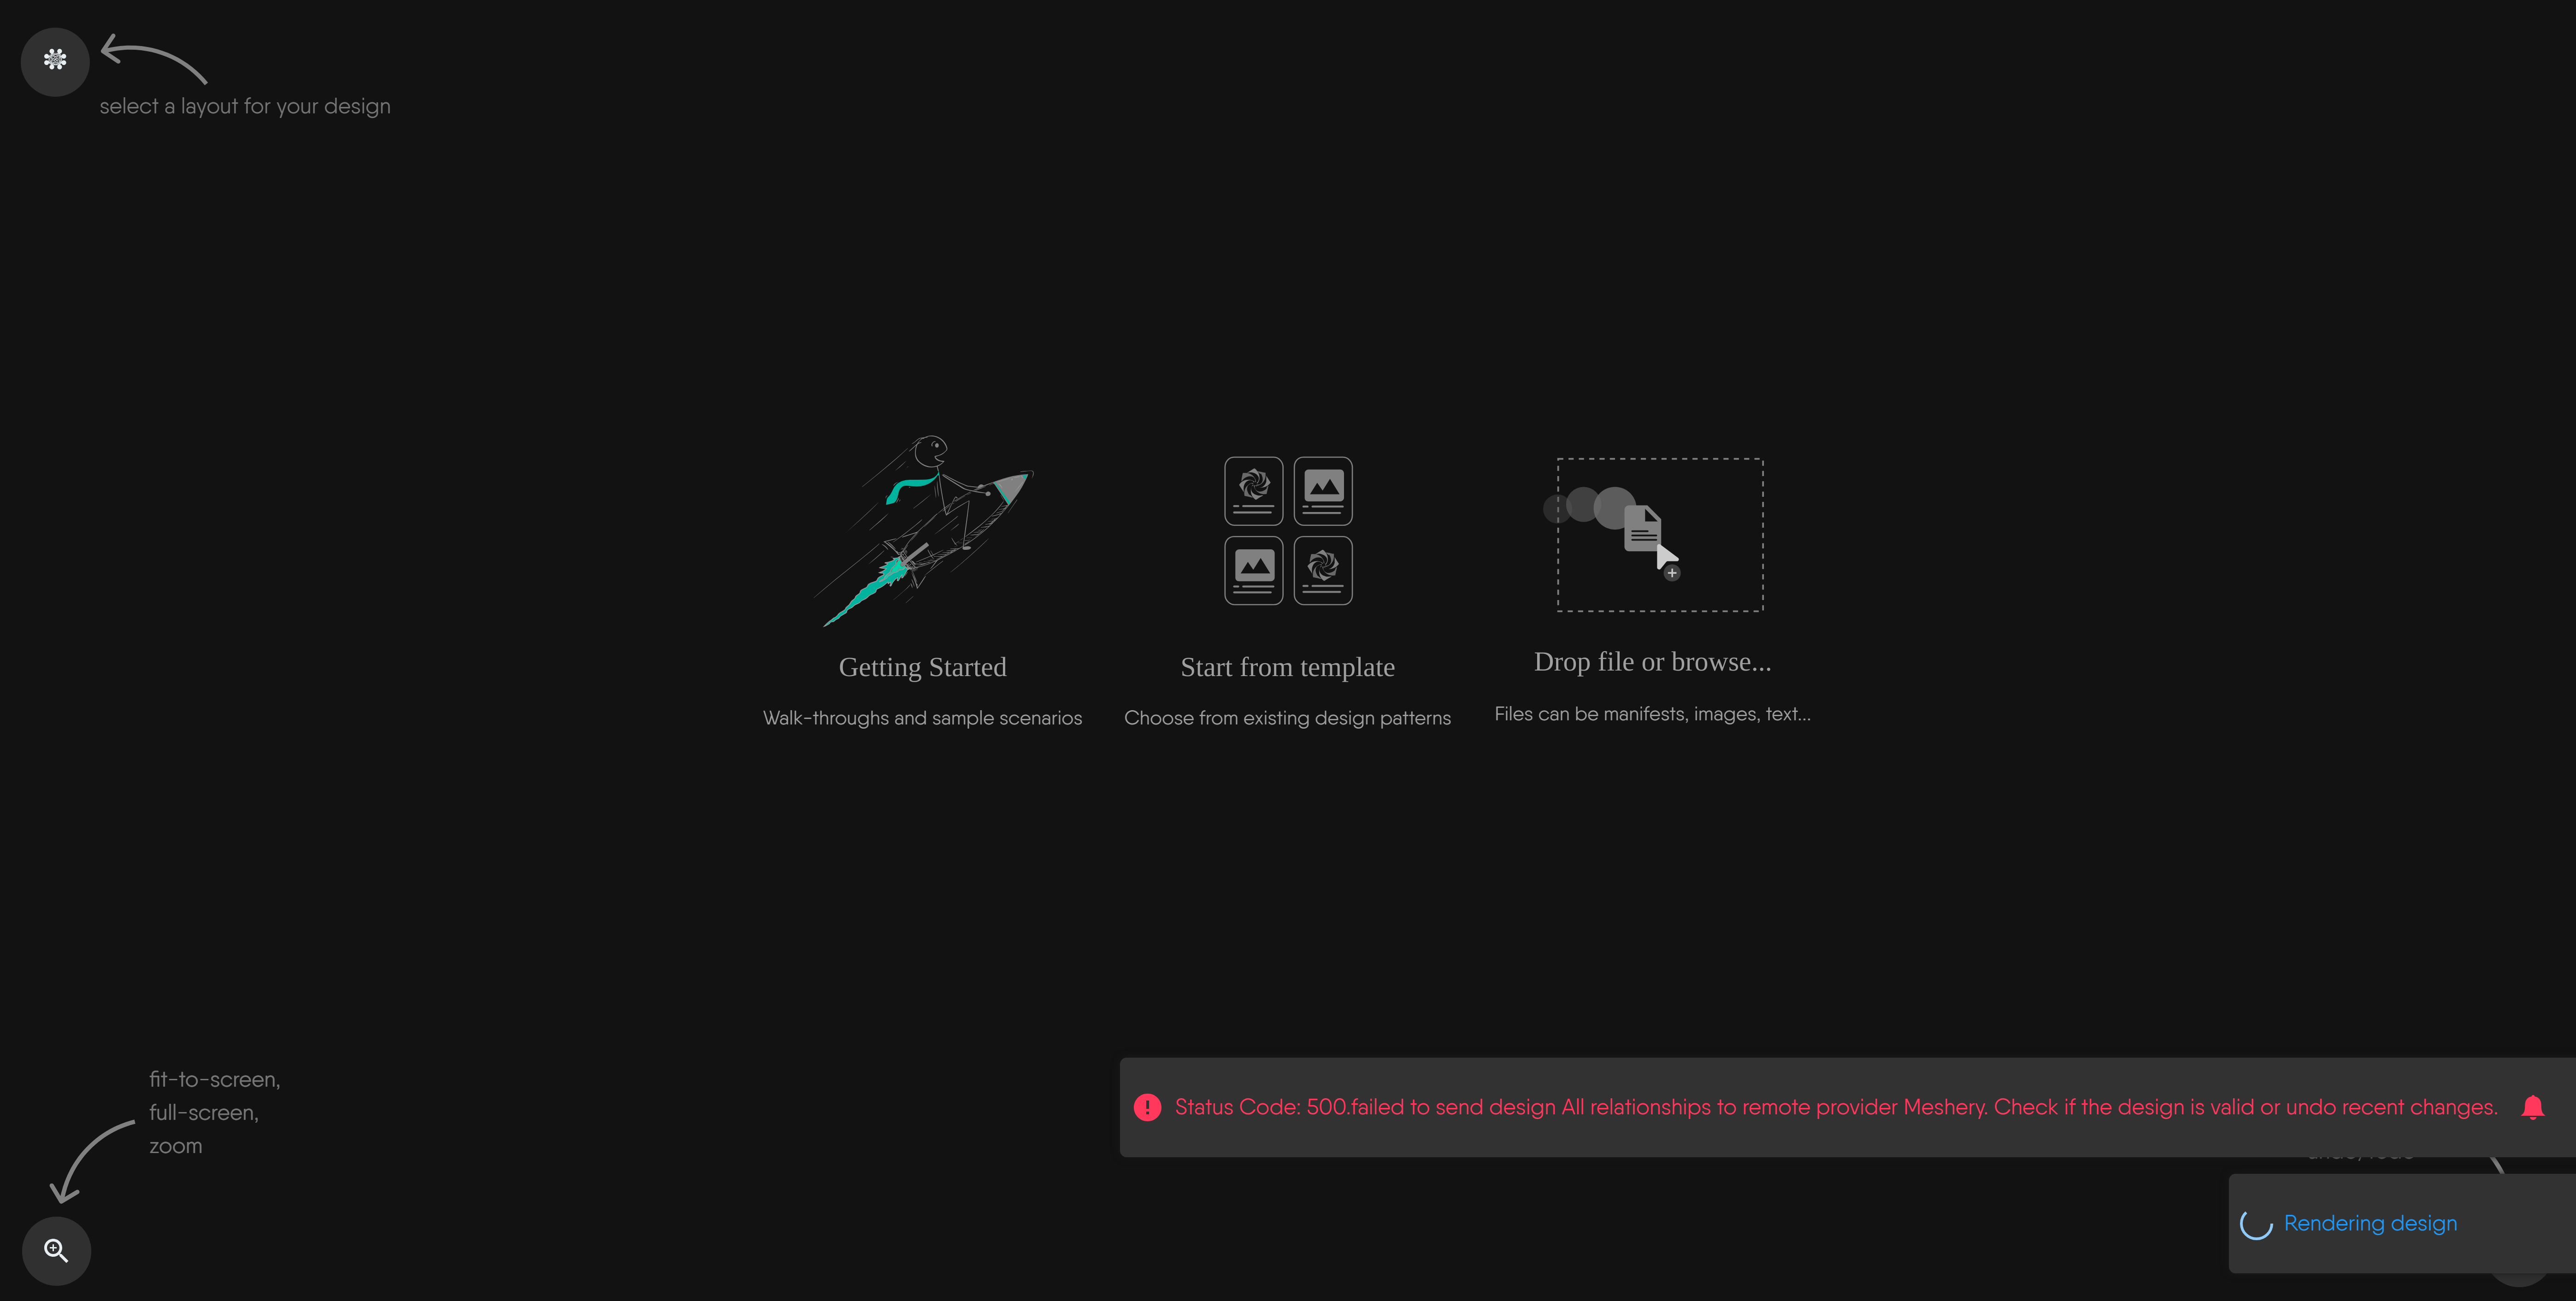 select a layout for your design
Getting Started
Walk-throughs and sample scenarios
Start from template
Choose from existing design patterns
Drop file or browse...
Files can be manifests, images, text...
fit-to-screen,
full-screen,
zoom
Status Code: 500.failed to send design All relationships to remote provider Meshery. Check if the design is valid or undo recent changes.
Rendering design